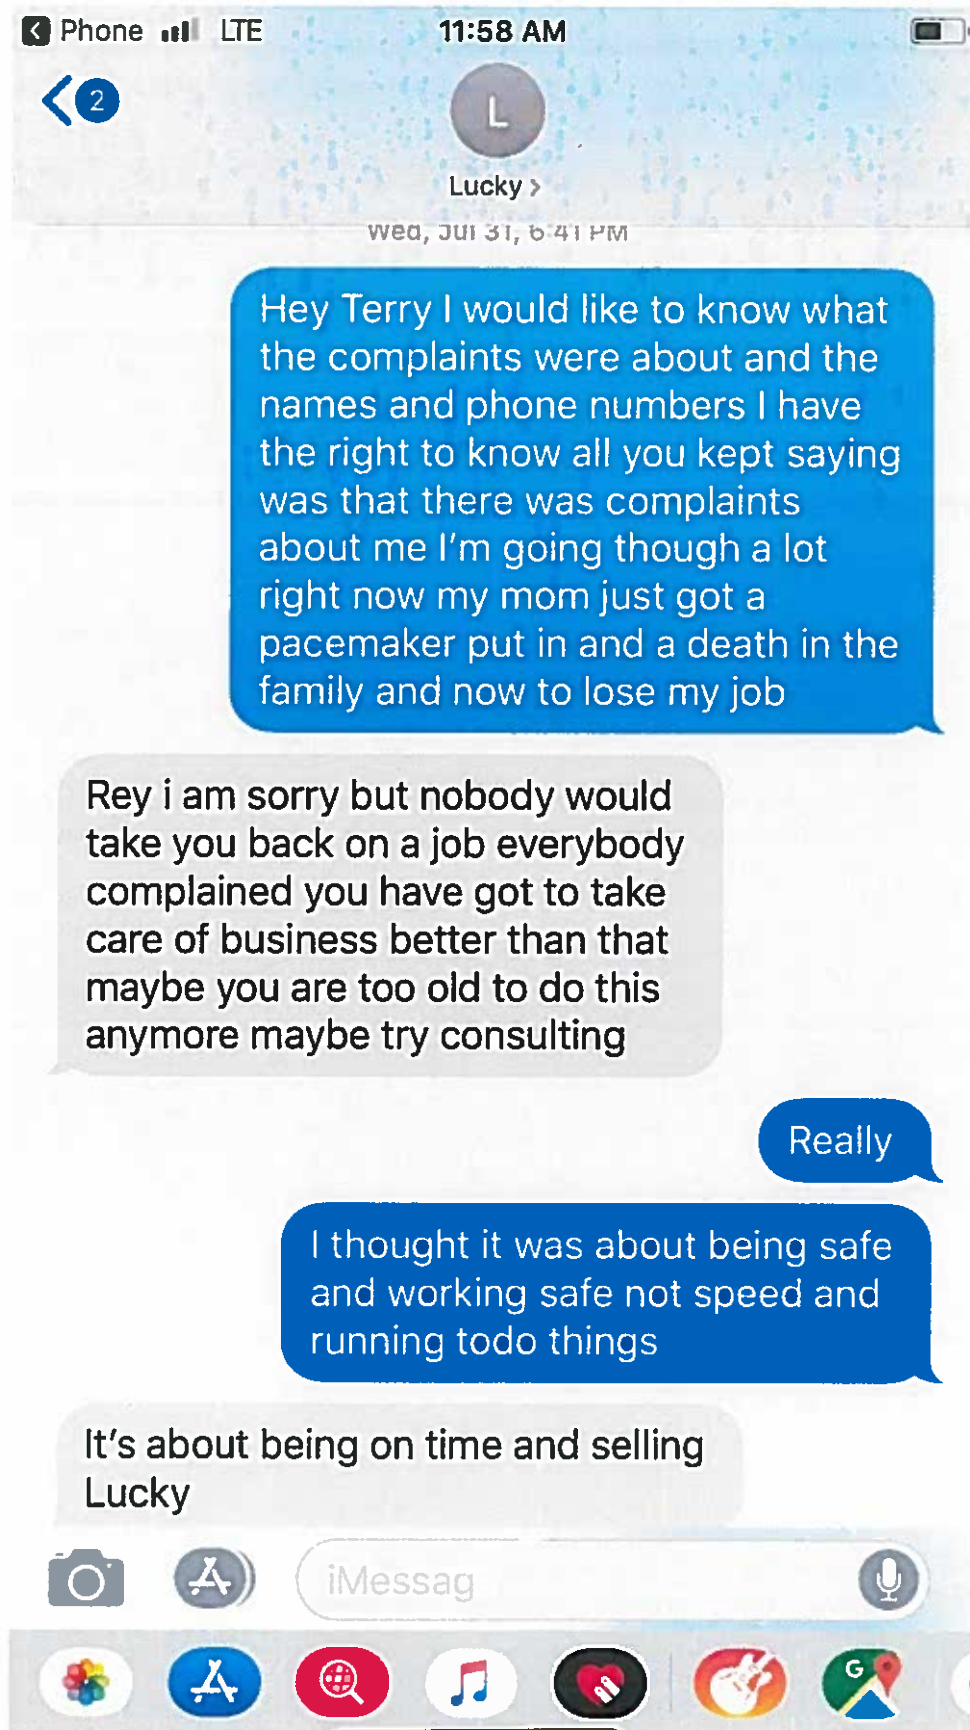 Phone LTE 11:58 AM
2
L
Lucky >
Wed, Jul 31, 6:41 PM
Hey Terry I would like to know what
the complaints were about and the
names and phone numbers I have
the right to know all you kept saying
was that there was complaints
about me I'm going though a lot
right now my mom just got a
pacemaker put in and a death in the
family and now to lose my job
Rey i am sorry but nobody would
take you back on a job everybody
complained you have got to take
care of business better than that
maybe you are too old to do this
anymore maybe try consulting
Really
I thought it was about being safe
and working safe not speed and
running todo things
It's about being on time and selling
Lucky
iMessag
G